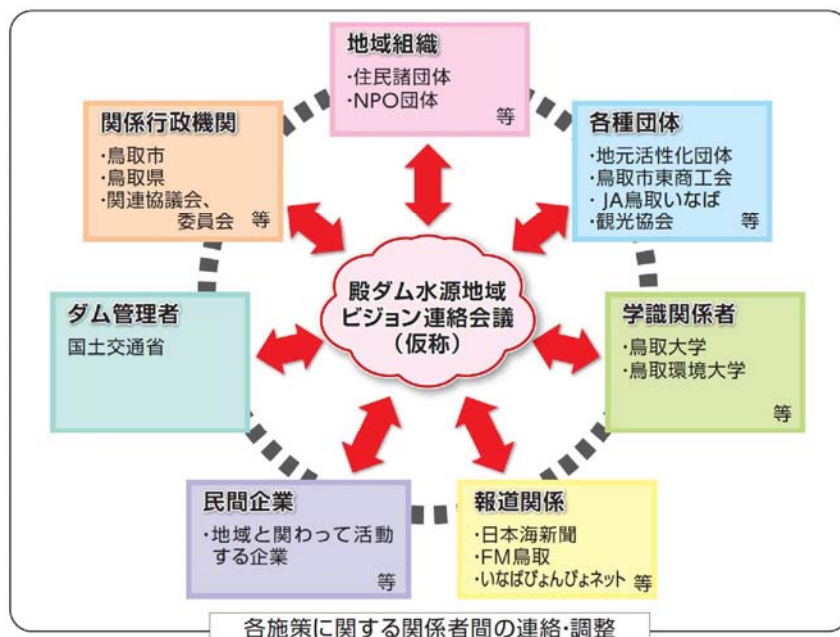 地域組織
・住民諸団体
・NPO団体
等
関係行政機関
・鳥取市
・鳥取県
・関連協議会、
委員会 等
各種団体
・地元活性化団体
・鳥取市東商工会
・JA鳥取いなば
・観光協会 等
殿ダム水源地域
ビジョン連絡会議
（仮称）
ダム管理者
国土交通省
学識関係者
・鳥取大学
・鳥取環境大学
等
民間企業
・地域と関わって活動
する企業
等
報道関係
・日本海新聞
・FM鳥取
・いなばぴょんぴょネット 等
各施策に関する関係者間の連絡・調整